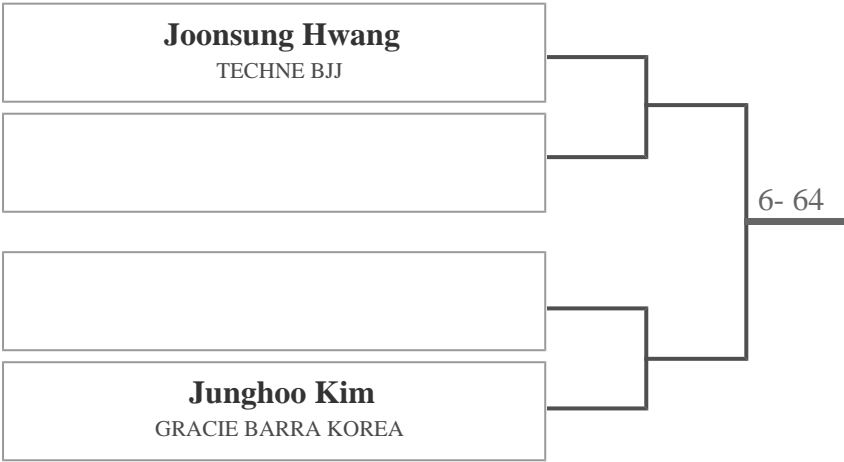 Joonsung Hwang
TECHNE BJJ
6- 64
Junghoo Kim
GRACIE BARRA KOREA